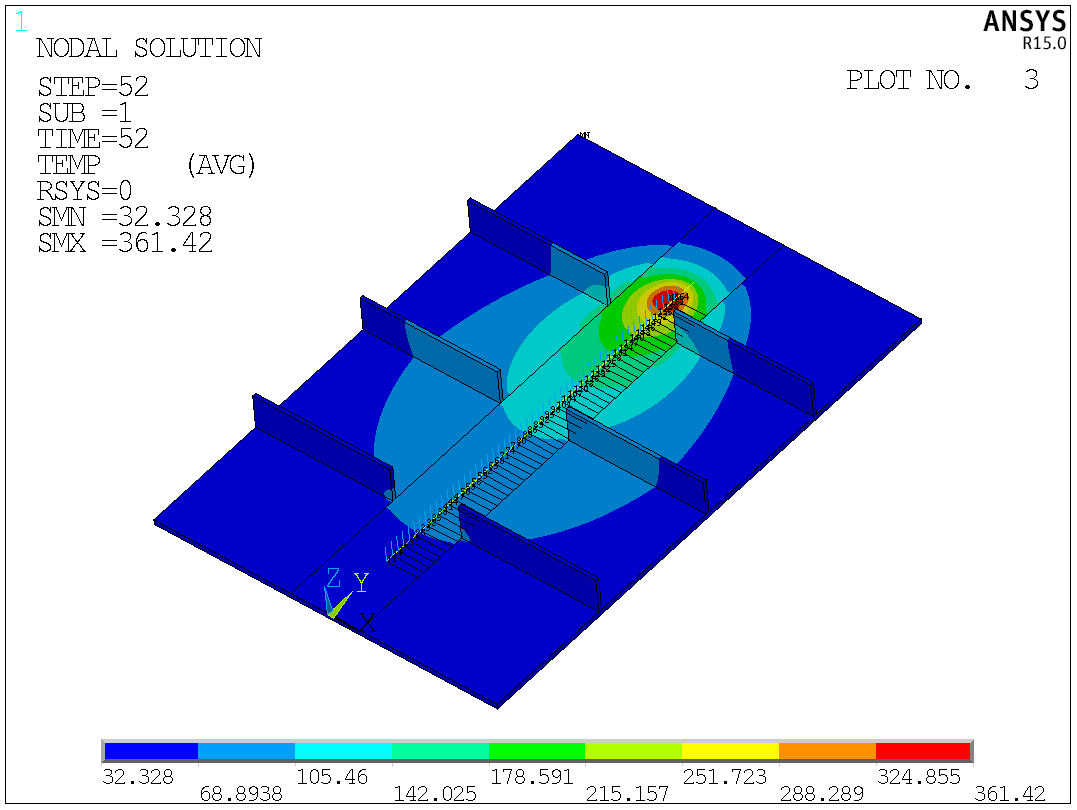 1
ANSYS
R15.0
NODAL SOLUTION
PLOT NO. 3
STEP=52
SUB =1
TIME=52
TEMP (AVG)
RSYS=0
SMN =32.328
SMX =361.42
MN
Z
Y
X
32.328 105.46 178.591 251.723 324.855
68.8938 142.025 215.157 288.289 361.42